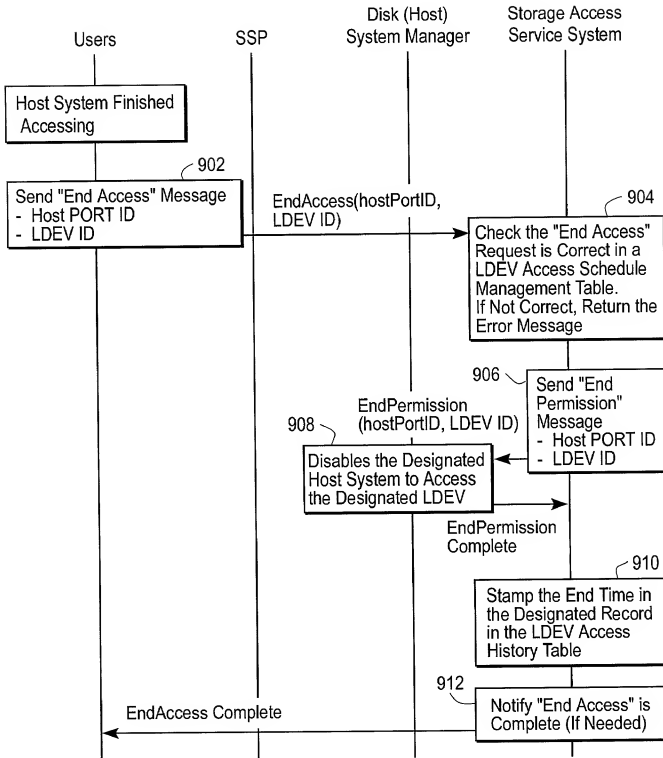 Users
SSP
Disk (Host)
System Manager
Storage Access
Service System
Host System Finished
Accessing
902
Send "End Access" Message
- Host PORT ID
- LDEV ID
EndAccess(hostPortID,
LDEV ID)
904
Check the "End Access"
Request is Correct in a
LDEV Access Schedule
Management Table.
If Not Correct, Return the
Error Message
906
Send "End
Permission"
Message
- Host PORT ID
- LDEV ID
EndPermission
(hostPortID, LDEV ID)
908
Disables the Designated
Host System to Access
the Designated LDEV
EndPermission
Complete
910
Stamp the End Time in
the Designated Record
in the LDEV Access
History Table
912
Notify "End Access" is
Complete (If Needed)
EndAccess Complete